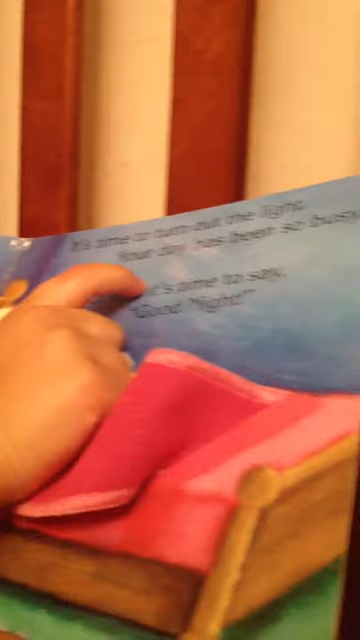 It's time to turn out the light.
Your day has been so busy
It's time to say,
"Good Night!"